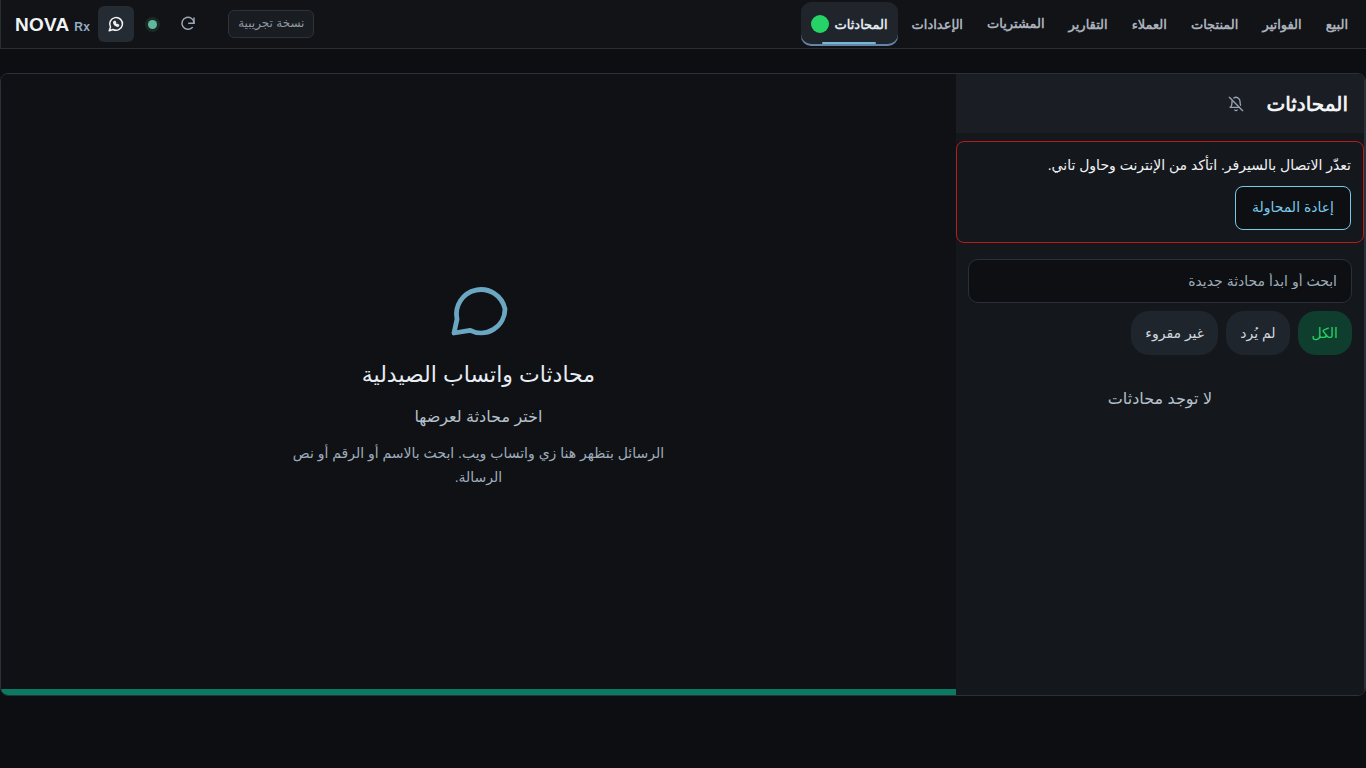 البيع
الفواتير
المنتجات
العملاء
التقارير
المشتريات
الإعدادات
المحادثات
نسخة تجريبية
NOVA Rx
المحادثات
تعذّر الاتصال بالسيرفر. اتأكد من الإنترنت وحاول تاني.
إعادة المحاولة
ابحث أو ابدأ محادثة جديدة
الكل
لم يُرد
غير مقروء
لا توجد محادثات
محادثات واتساب الصيدلية
اختر محادثة لعرضها
الرسائل بتظهر هنا زي واتساب ويب. ابحث بالاسم أو الرقم أو نص
الرسالة.